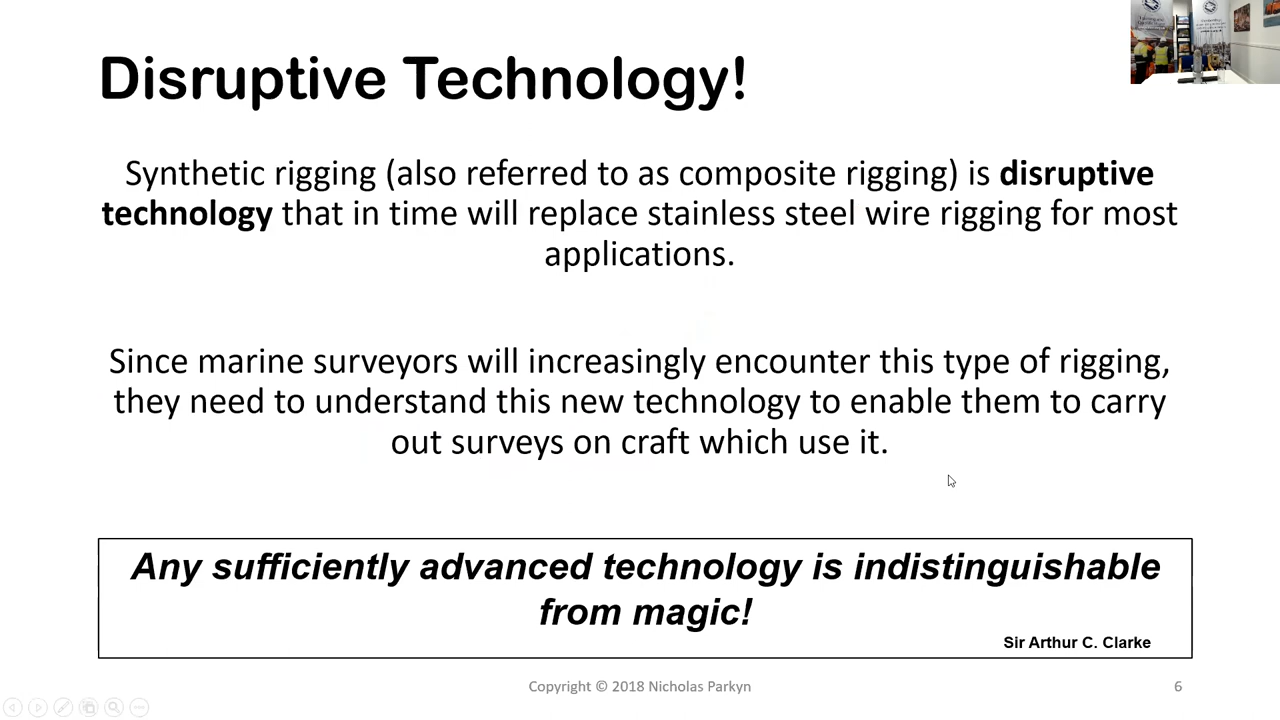 Disruptive Technology!
Synthetic rigging (also referred to as composite rigging) is disruptive
technology that in time will replace stainless steel wire rigging for most
applications.
Since marine surveyors will increasingly encounter this type of rigging,
they need to understand this new technology to enable them to carry
out surveys on craft which use it.
Any sufficiently advanced technology is indistinguishable
from magic!
Sir Arthur C. Clarke
Copyright © 2018 Nicholas Parkyn
6